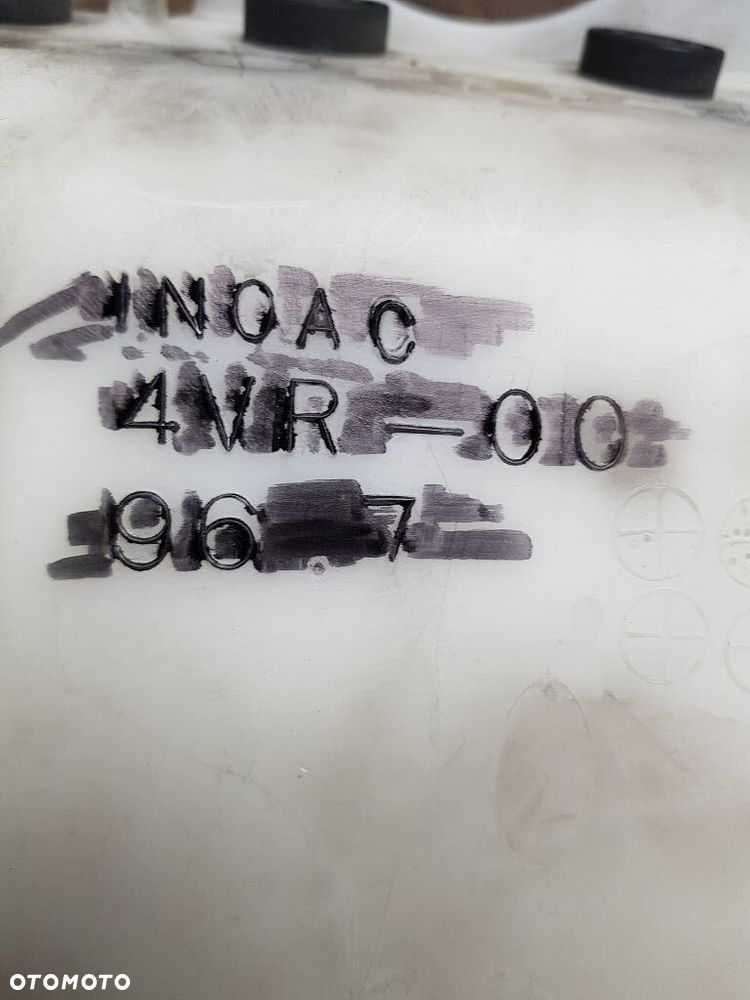 INOAC
4VR-00
96.7
OTOMOTO